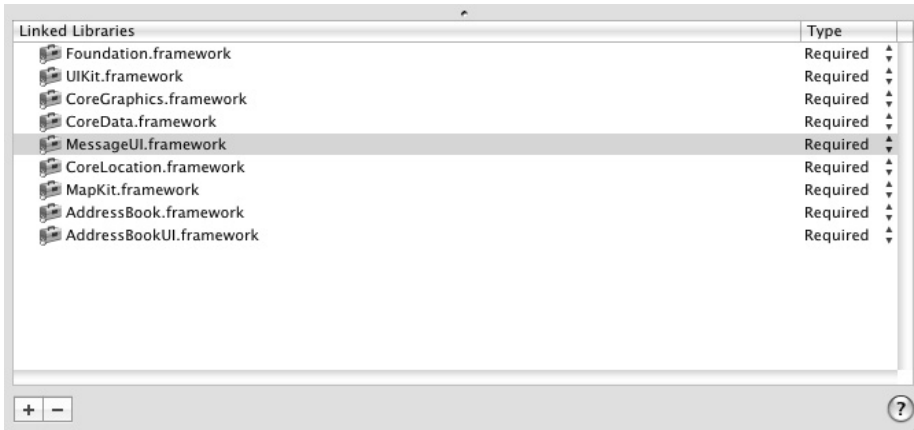 Linked Libraries Type
Foundation.framework Required
UIKit.framework Required
CoreGraphics.framework Required
CoreData.framework Required
MessageUI.framework Required
CoreLocation.framework Required
MapKit.framework Required
AddressBook.framework Required
AddressBookUI.framework Required
+ − ?